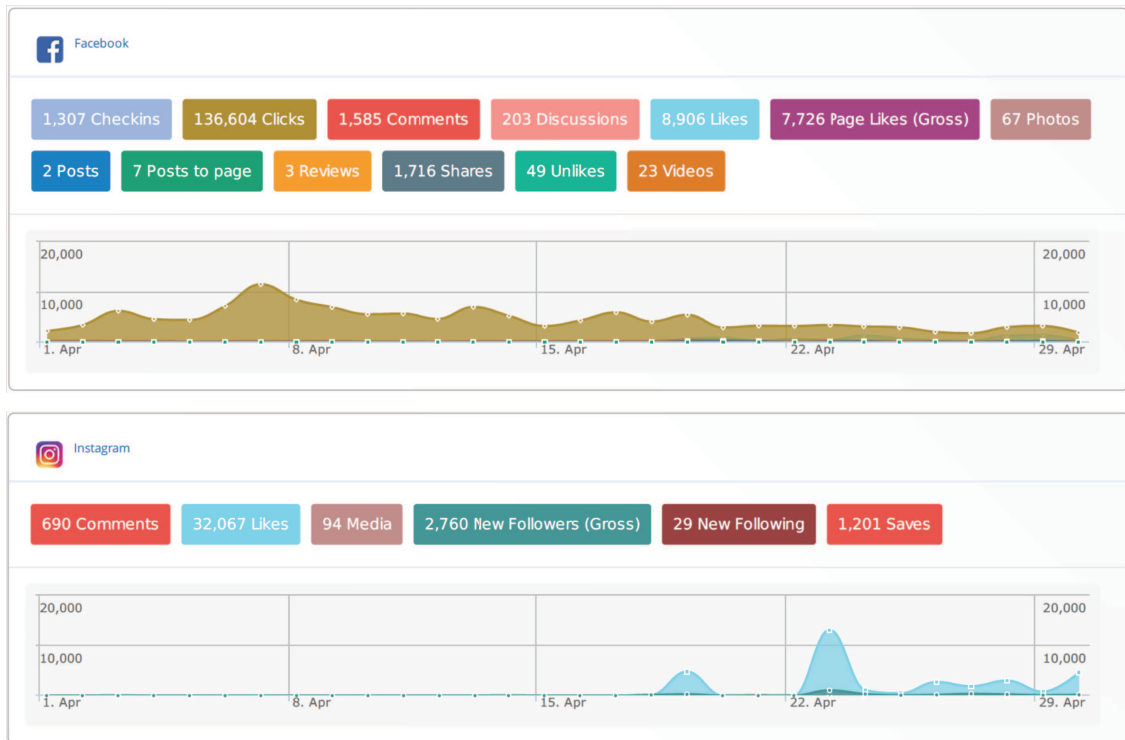 Facebook
1,307 Checkins 136,604 Clicks 1,585 Comments 203 Discussions 8,906 Likes 7,726 Page Likes (Gross) 67 Photos
2 Posts 7 Posts to page 3 Reviews 1,716 Shares 49 Unlikes 23 Videos
20,000 20,000
10,000 10,000
1. Apr 8. Apr 15. Apr 22. Apr 29. Apr
Instagram
690 Comments 32,067 Likes 94 Media 2,760 New Followers (Gross) 29 New Following 1,201 Saves
20,000 20,000
10,000 10,000
1. Apr 8. Apr 15. Apr 22. Apr 29. Apr